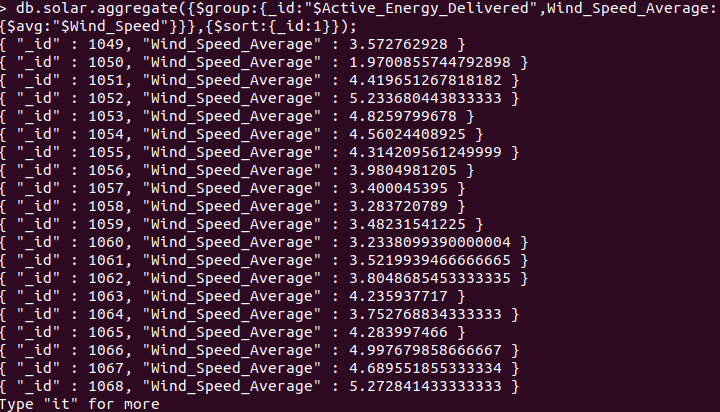 > db.solar.aggregate({$group:{_id:"$Active_Energy_Delivered",Wind_Speed_Average:
{$avg:"$Wind_Speed"}}},{$sort:{_id:1}});
{ "_id" : 1049, "Wind_Speed_Average" : 3.572762928 }
{ "_id" : 1050, "Wind_Speed_Average" : 1.9700855744792898 }
{ "_id" : 1051, "Wind_Speed_Average" : 4.419651267818182 }
{ "_id" : 1052, "Wind_Speed_Average" : 5.233680443833333 }
{ "_id" : 1053, "Wind_Speed_Average" : 4.8259799678 }
{ "_id" : 1054, "Wind_Speed_Average" : 4.56024408925 }
{ "_id" : 1055, "Wind_Speed_Average" : 4.314209561249999 }
{ "_id" : 1056, "Wind_Speed_Average" : 3.9804981205 }
{ "_id" : 1057, "Wind_Speed_Average" : 3.400045395 }
{ "_id" : 1058, "Wind_Speed_Average" : 3.283720789 }
{ "_id" : 1059, "Wind_Speed_Average" : 3.48231541225 }
{ "_id" : 1060, "Wind_Speed_Average" : 3.2338099390000004 }
{ "_id" : 1061, "Wind_Speed_Average" : 3.5219939466666665 }
{ "_id" : 1062, "Wind_Speed_Average" : 3.8048685453333335 }
{ "_id" : 1063, "Wind_Speed_Average" : 4.235937717 }
{ "_id" : 1064, "Wind_Speed_Average" : 3.752768834333333 }
{ "_id" : 1065, "Wind_Speed_Average" : 4.283997466 }
{ "_id" : 1066, "Wind_Speed_Average" : 4.997679858666667 }
{ "_id" : 1067, "Wind_Speed_Average" : 4.689551855333334 }
{ "_id" : 1068, "Wind_Speed_Average" : 5.272841433333333 }
Type "it" for more